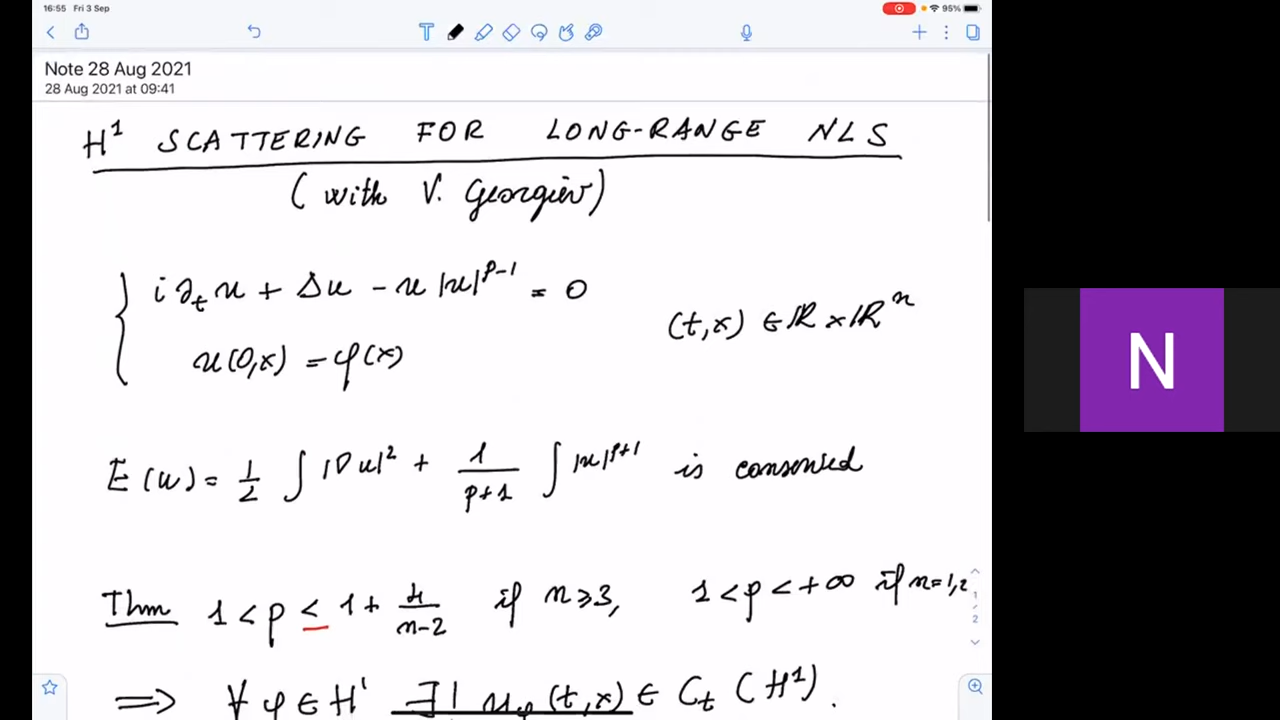 16:55 Fri 3 Sep 95%
T
Note 28 Aug 2021
28 Aug 2021 at 09:41
H¹ SCATTERING FOR LONG-RANGE NLS
(with V. Georgiev)
i ∂ₜ u + Δu - u |u|^{p-1} = 0
(t,x) ∈ ℝ × ℝⁿ
u(0,x) = φ(x)
E(u) = 1/2 ∫ |∇u|² + 1/(p+1) ∫ |u|^{p+1} is conserved
Thm 1 < p ≤ 1 + 4/(n-2) if n ≥ 3, 1 < p < +∞ if n=1,2
⟹ ∀ φ ∈ H¹ ∃! u_φ(t,x) ∈ Cₜ(H¹).
N
1
/
2